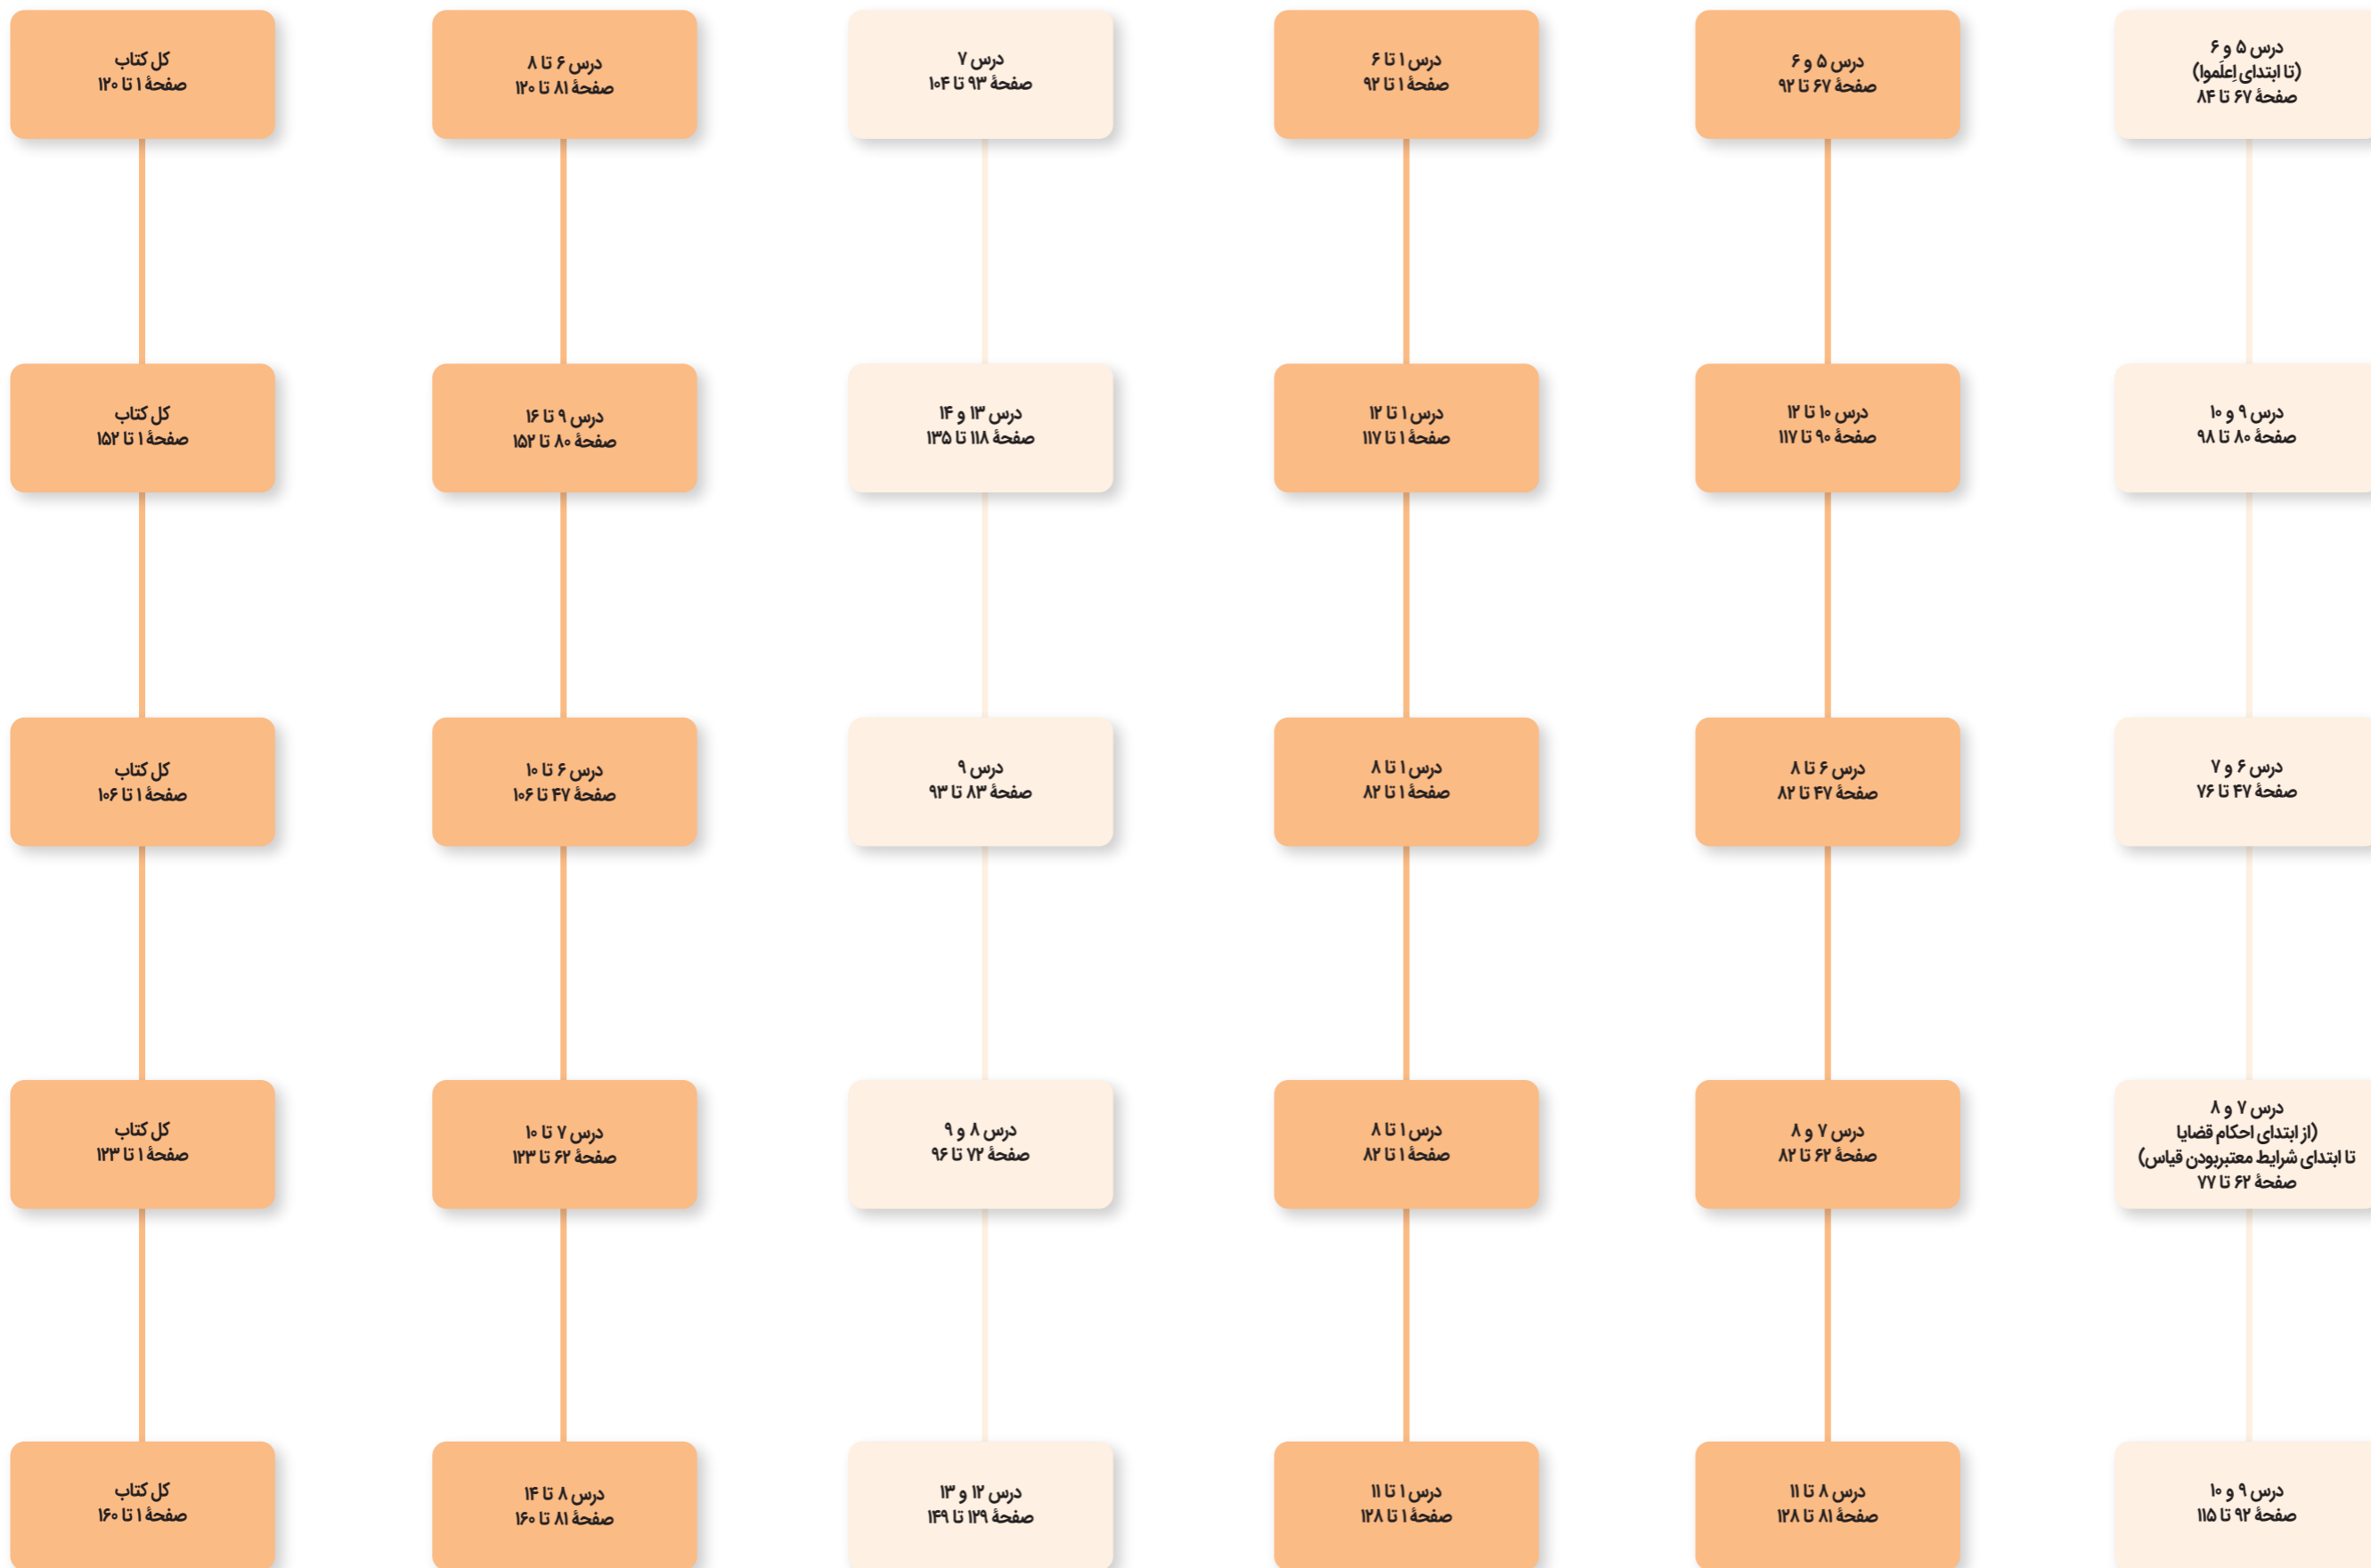 درس ۵ و ۶
(تا ابتدای اِعلَموا)
صفحهٔ ۶۷ تا ۸۴
درس ۵ و ۶
صفحهٔ ۶۷ تا ۹۲
درس ۱ تا ۶
صفحهٔ ۱ تا ۹۲
درس ۷
صفحهٔ ۹۳ تا ۱۰۴
درس ۶ تا ۸
صفحهٔ ۸۱ تا ۱۲۰
کل کتاب
صفحهٔ ۱ تا ۱۲۰
درس ۹ و ۱۰
صفحهٔ ۸۰ تا ۹۸
درس ۱۰ تا ۱۲
صفحهٔ ۹۰ تا ۱۱۷
درس ۱ تا ۱۲
صفحهٔ ۱ تا ۱۱۷
درس ۱۳ و ۱۴
صفحهٔ ۱۱۸ تا ۱۳۵
درس ۹ تا ۱۶
صفحهٔ ۸۰ تا ۱۵۲
کل کتاب
صفحهٔ ۱ تا ۱۵۲
درس ۶ و ۷
صفحهٔ ۴۷ تا ۷۶
درس ۶ تا ۸
صفحهٔ ۴۷ تا ۸۲
درس ۱ تا ۸
صفحهٔ ۱ تا ۸۲
درس ۹
صفحهٔ ۸۳ تا ۹۳
درس ۶ تا ۱۰
صفحهٔ ۴۷ تا ۱۰۶
کل کتاب
صفحهٔ ۱ تا ۱۰۶
درس ۷ و ۸
(از ابتدای احکام قضایا
تا ابتدای شرایط معتبربودن قیاس)
صفحهٔ ۶۲ تا ۷۷
درس ۷ و ۸
صفحهٔ ۶۲ تا ۸۲
درس ۱ تا ۸
صفحهٔ ۱ تا ۸۲
درس ۸ و ۹
صفحهٔ ۷۲ تا ۹۶
درس ۷ تا ۱۰
صفحهٔ ۶۲ تا ۱۲۳
کل کتاب
صفحهٔ ۱ تا ۱۲۳
درس ۹ و ۱۰
صفحهٔ ۹۲ تا ۱۱۵
درس ۸ تا ۱۱
صفحهٔ ۸۱ تا ۱۲۸
درس ۱ تا ۱۱
صفحهٔ ۱ تا ۱۲۸
درس ۱۲ و ۱۳
صفحهٔ ۱۲۹ تا ۱۴۹
درس ۸ تا ۱۴
صفحهٔ ۸۱ تا ۱۶۰
کل کتاب
صفحهٔ ۱ تا ۱۶۰